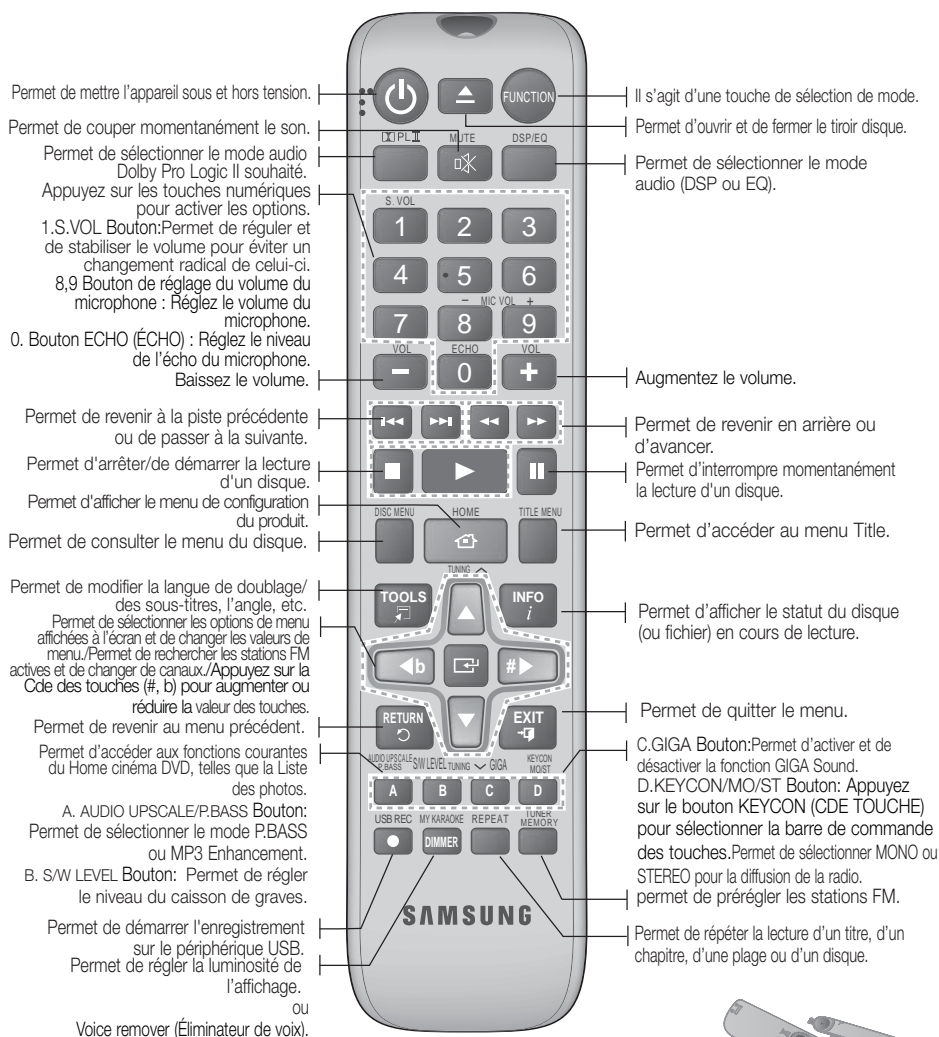 Permet de mettre l'appareil sous et hors tension.
Permet de couper momentanément le son.
Permet de sélectionner le mode audio
Dolby Pro Logic II souhaité.
Appuyez sur les touches numériques
pour activer les options.
1.S.VOL Bouton:Permet de réguler et
de stabiliser le volume pour éviter un
changement radical de celui-ci.
8,9 Bouton de réglage du volume du
microphone : Réglez le volume du
microphone.
0. Bouton ECHO (ÉCHO) : Réglez le niveau
de l'écho du microphone.
Baissez le volume.
Permet de revenir à la piste précédente
ou de passer à la suivante.
Permet d'arrêter/de démarrer la lecture
d'un disque.
Permet d'afficher le menu de configuration
du produit.
Permet de consulter le menu du disque.
Permet de modifier la langue de doublage/
des sous-titres, l'angle, etc.
Permet de sélectionner les options de menu
affichées à l'écran et de changer les valeurs de
menu./Permet de rechercher les stations FM
actives et de changer de canaux./Appuyez sur la
Cde des touches (#, b) pour augmenter ou
réduire la valeur des touches.
Permet de revenir au menu précédent.
Permet d'accéder aux fonctions courantes
du Home cinéma DVD, telles que la Liste
des photos.
A. AUDIO UPSCALE/P.BASS Bouton:
Permet de sélectionner le mode P.BASS
ou MP3 Enhancement.
B. S/W LEVEL Bouton: Permet de régler
le niveau du caisson de graves.
Permet de démarrer l'enregistrement
sur le périphérique USB.
Permet de régler la luminosité de
l'affichage.
ou
Voice remover (Éliminateur de voix).
FUNCTION
PL II MUTE DSP/EQ
S. VOL
1 2 3
4 5 6
− MIC VOL +
7 8 9
VOL ECHO VOL
− 0 +
DISC MENU HOME TITLE MENU
TUNING
TOOLS INFO
i
b #
RETURN EXIT
AUDIO UPSCALE P.BASS S/W LEVEL TUNING GIGA KEYCON MO/ST
A B C D
USB REC MY KARAOKE REPEAT TUNER MEMORY
DIMMER
SAMSUNG
Il s'agit d'une touche de sélection de mode.
Permet d'ouvrir et de fermer le tiroir disque.
Permet de sélectionner le mode
audio (DSP ou EQ).
Augmentez le volume.
Permet de revenir en arrière ou
d'avancer.
Permet d'interrompre momentanément
la lecture d'un disque.
Permet d'accéder au menu Title.
Permet d'afficher le statut du disque
(ou fichier) en cours de lecture.
Permet de quitter le menu.
C.GIGA Bouton:Permet d'activer et de
désactiver la fonction GIGA Sound.
D.KEYCON/MO/ST Bouton: Appuyez
sur le bouton KEYCON (CDE TOUCHE)
pour sélectionner la barre de commande
des touches.Permet de sélectionner MONO ou
STEREO pour la diffusion de la radio.
permet de prérégler les stations FM.
Permet de répéter la lecture d'un titre, d'un
chapitre, d'une plage ou d'un disque.